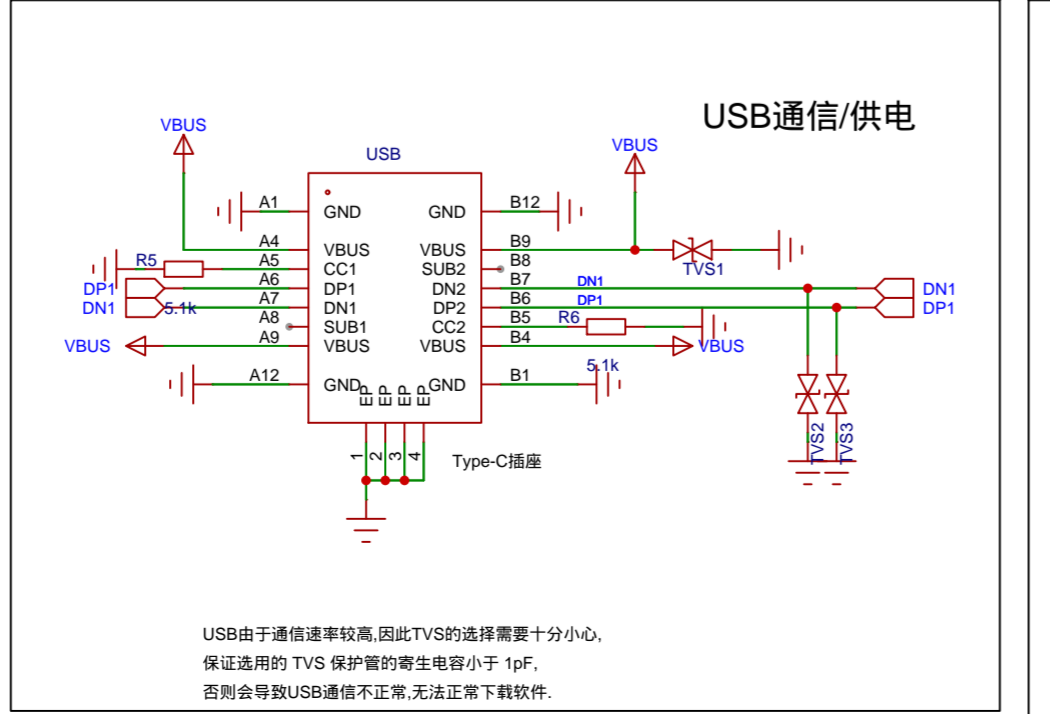 USB通信/供电
VBUS
USB
VBUS
A1
GND
GND
B12
A4
VBUS
VBUS
B9
R5
A5
CC1
SUB2
B8
TVS1
DP1
A6
DP1
DN2
B7
DN1
DN1
DN1
A7
DN1
DP2
B6
DP1
DP1
5.1k
A8
SUB1
CC2
B5
R6
VBUS
A9
VBUS
VBUS
B4
VBUS
5.1k
A12
GND
GND
B1
EP
EP
EP
EP
1
2
3
4
TVS2
TVS3
Type-C插座
USB由于通信速率较高,因此TVS的选择需要十分小心,
保证选用的 TVS 保护管的寄生电容小于 1pF,
否则会导致USB通信不正常,无法正常下载软件.